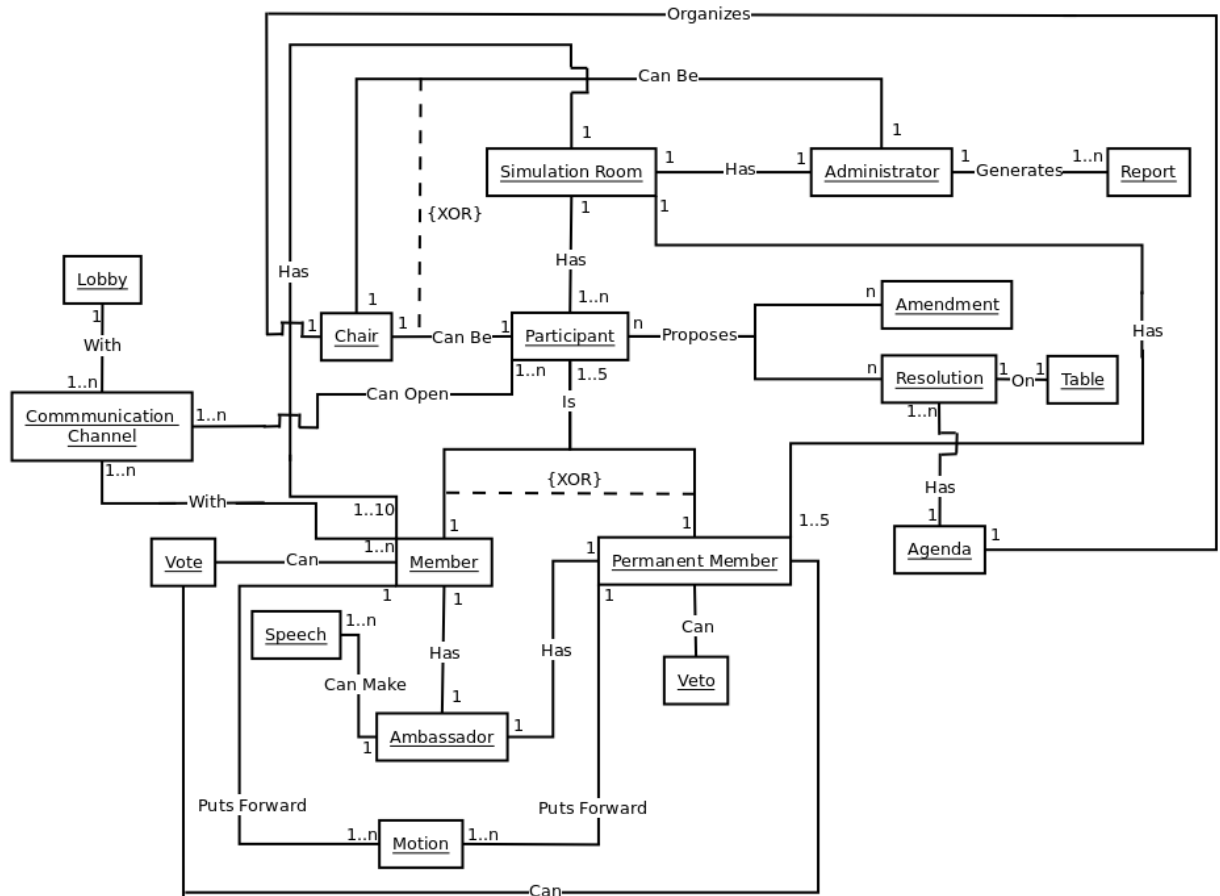 Organizes
Can Be
1
1
Simulation Room
1
Has
1
Administrator
1
Generates
1..n
Report
1
1
{XOR}
Lobby
Has
Has
1
1..n
Amendment
n
1
With
1
Chair
1
Can Be
1
Participant
n
Proposes
Has
1..n
1..n
1..5
n
Resolution
1
On
1
Table
Can Open
Is
Commmunication
Channel
1..n
1..n
1..n
{XOR}
Has
With
1..10
1
1
1..5
1
1
Vote
Can
1..n
Member
1
Permanent Member
Agenda
1
1
1
Speech
1..n
Has
Has
Can
Can Make
Veto
1
1
Ambassador
1
Puts Forward
Puts Forward
1..n
Motion
1..n
Can